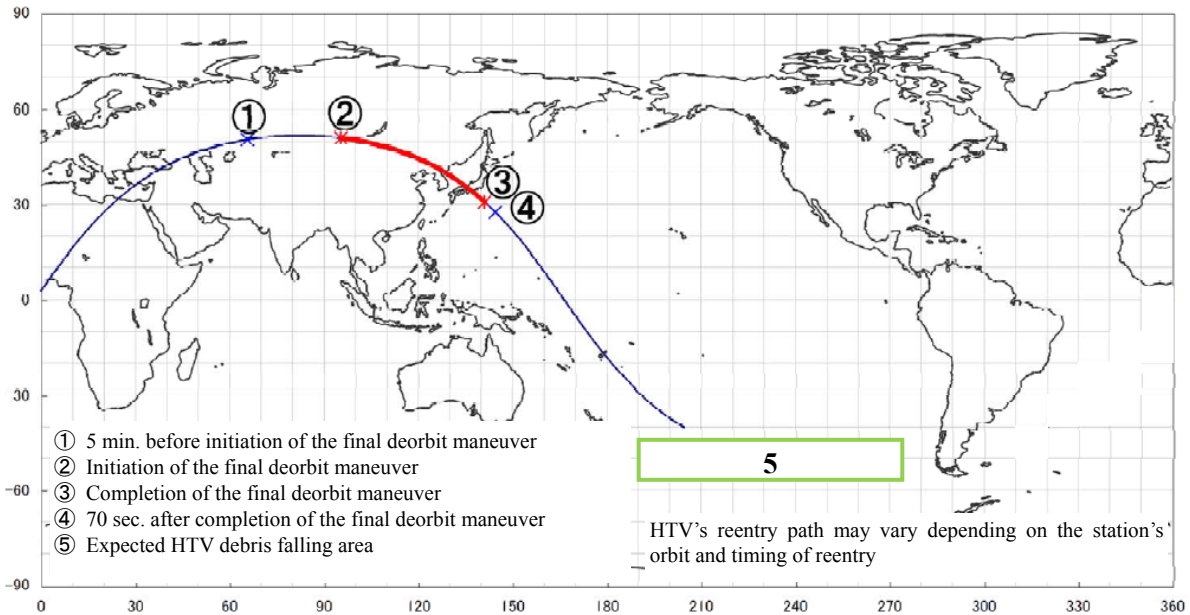 90
60
30
0
30
−60
−90
①
②
③
④
① 5 min. before initiation of the final deorbit maneuver
② Initiation of the final deorbit maneuver
③ Completion of the final deorbit maneuver
④ 70 sec. after completion of the final deorbit maneuver
⑤ Expected HTV debris falling area
5
HTV's reentry path may vary depending on the station's
orbit and timing of reentry
0 30 60 90 120 150 180 210 240 270 300 330 360